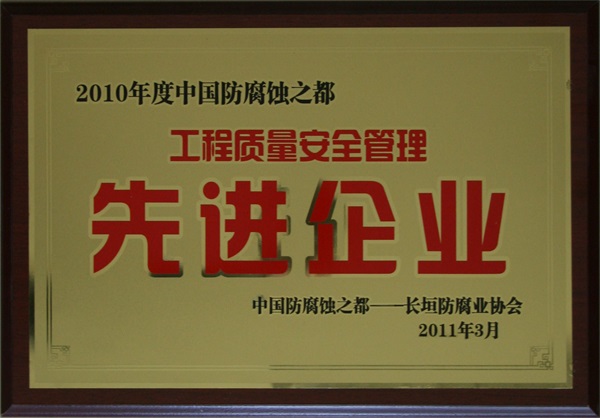 2010年度中国防腐蚀之都
工程质量安全管理
先进企业
中国防腐蚀之都——长垣防腐业协会
2011年3月